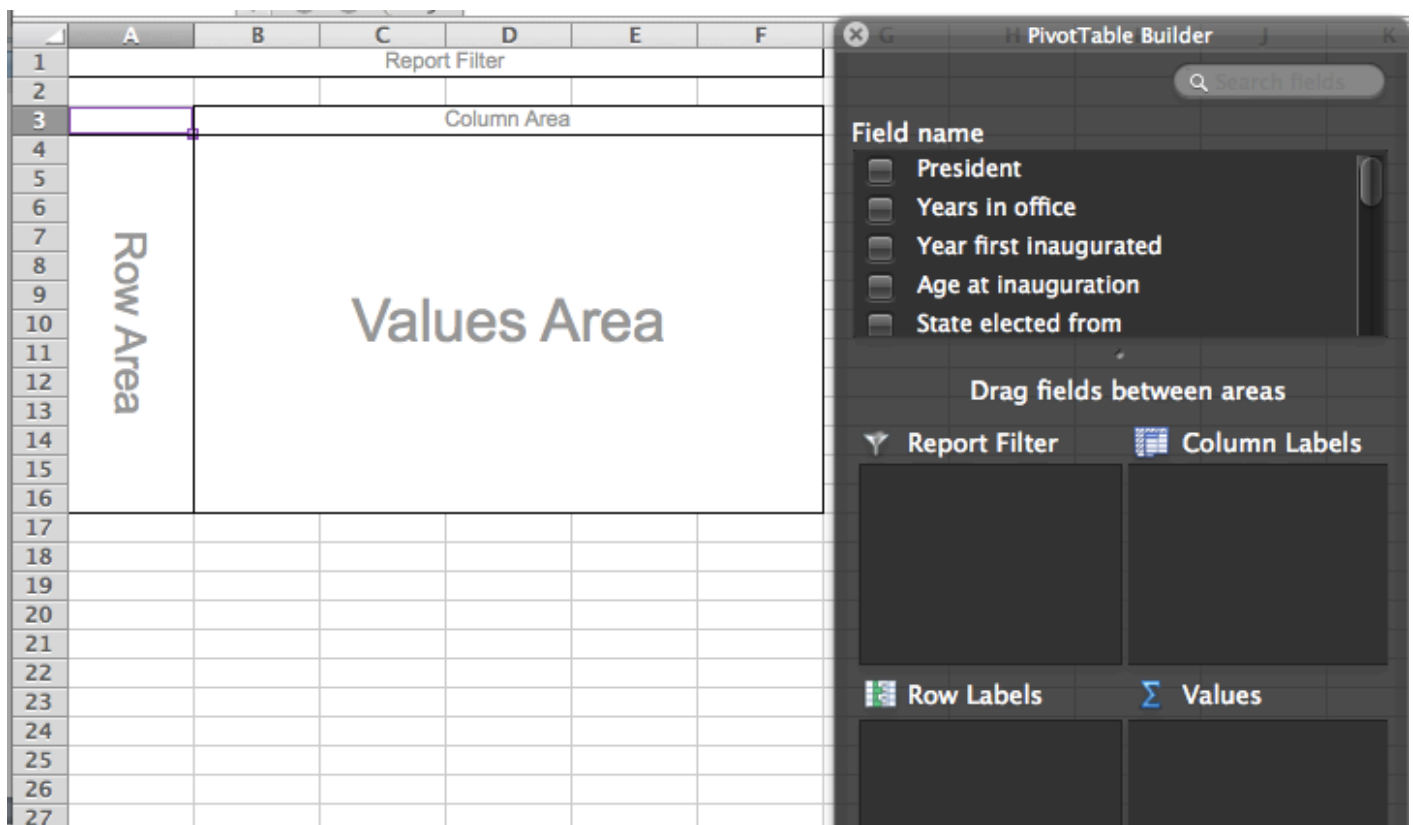 A B C D E F G H PivotTable Builder J K
1 Report Filter
2 Search fields
3 Column Area
Field name
4
President
5
6 Years in office
7 Year first inaugurated
8
9 Age at inauguration
10 State elected from
Row Area
Values Area
11
12 Drag fields between areas
13
14 Report Filter Column Labels
15
16
17
18
19
20
21
22
23 Row Labels Values
24
25
26
27